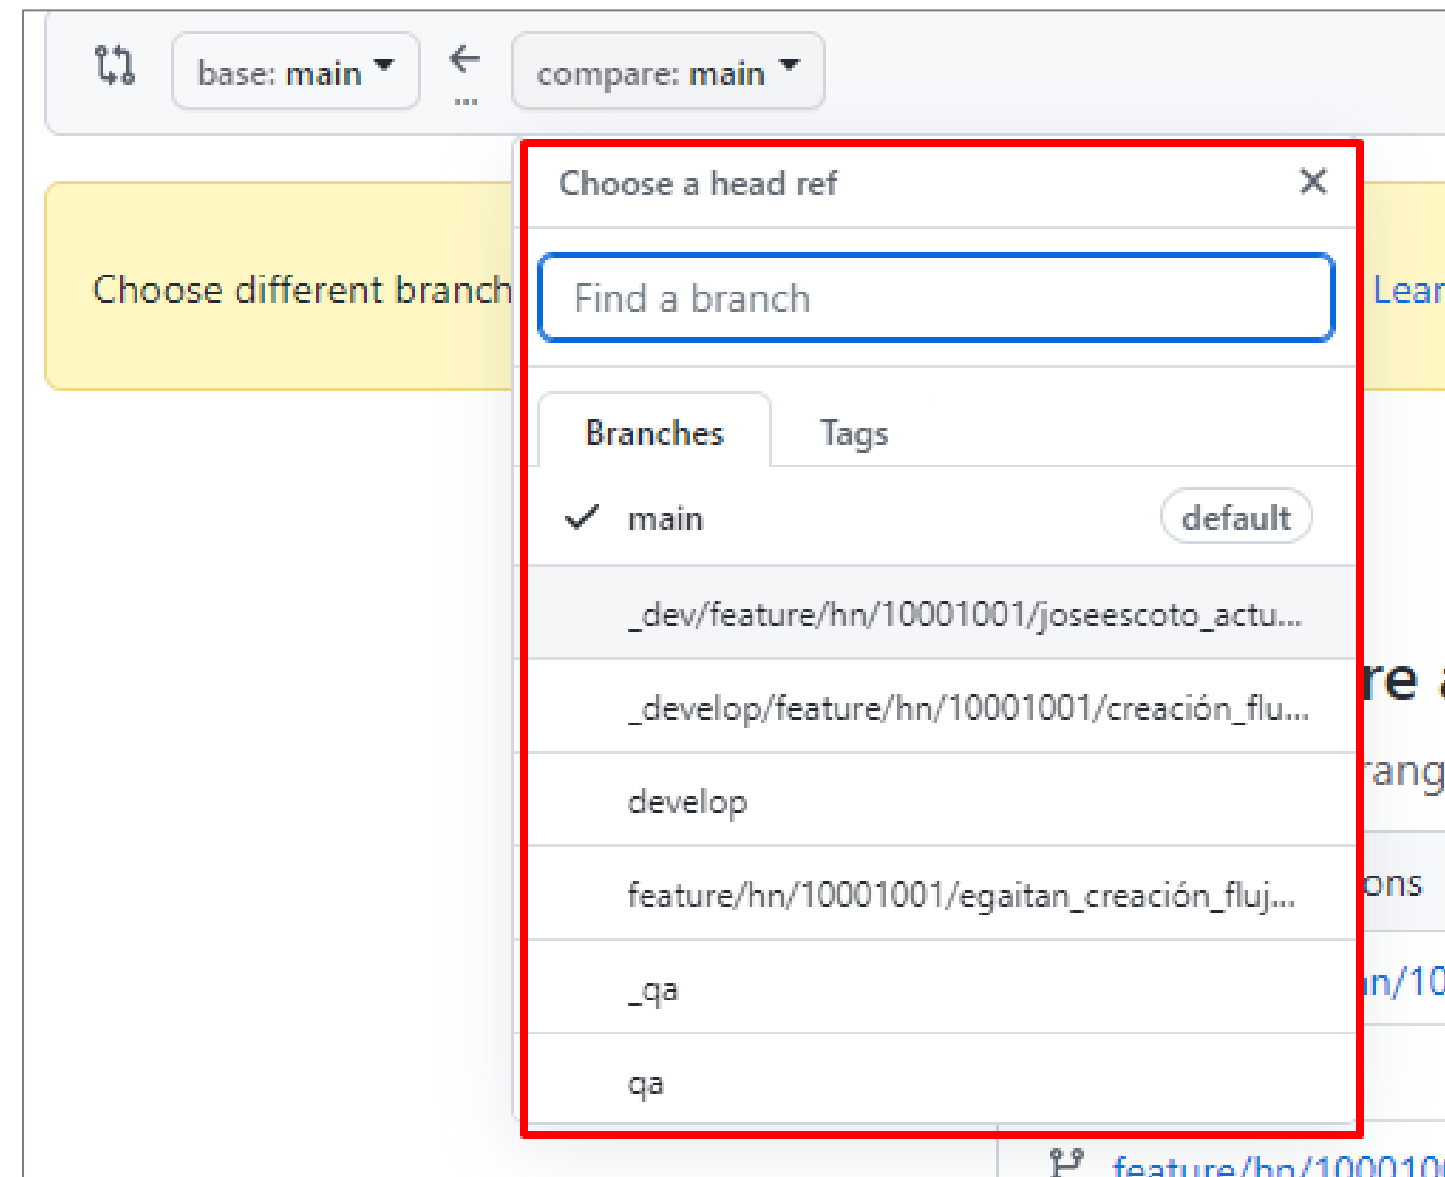 base: main
compare: main
...
Choose a head ref
Choose different branch
Lear
Find a branch
Branches
Tags
main
default
_dev/feature/hn/10001001/joseescoto_actu...
re a
_develop/feature/hn/10001001/creación_flu...
rang
develop
ons
feature/hn/10001001/egaitan_creación_fluj...
n/10
_qa
qa
feature/hn/1000100